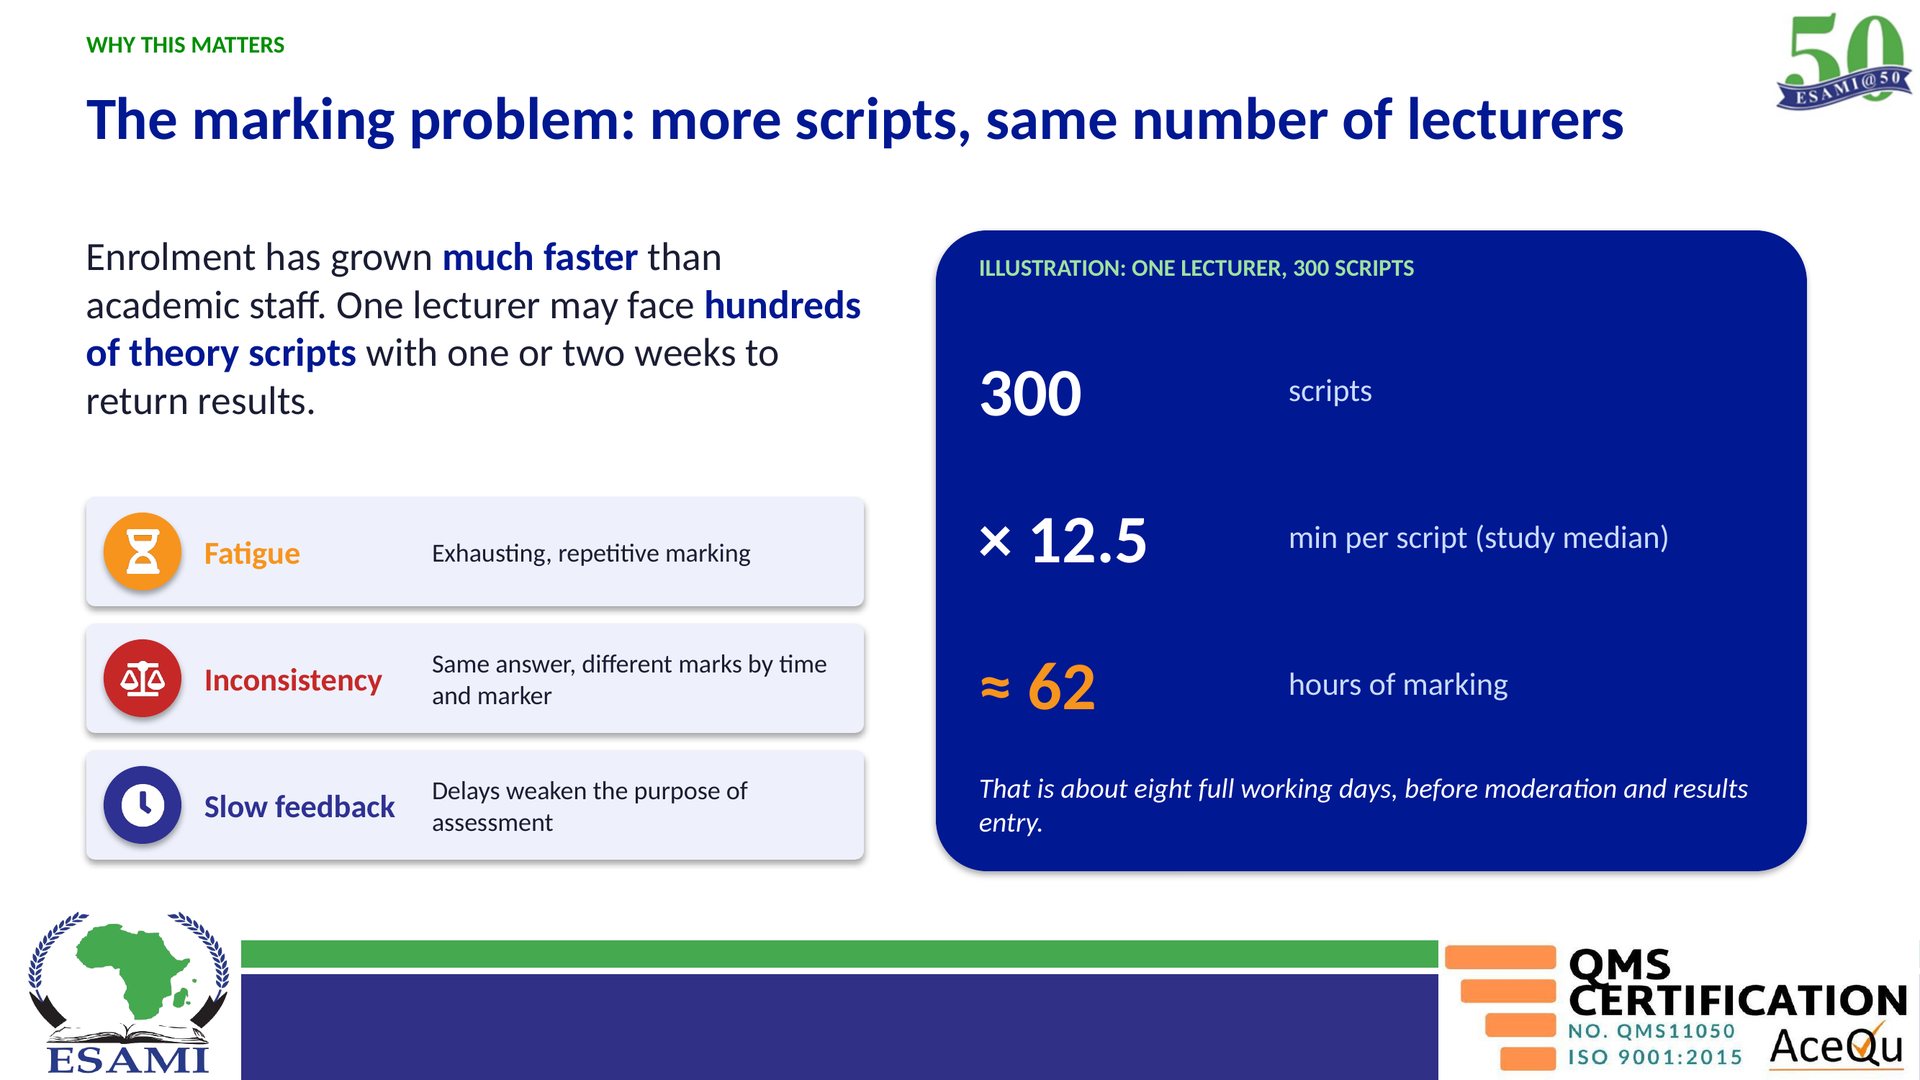 WHY THIS MATTERS
50
ESAMI@50
The marking problem: more scripts, same number of lecturers
Enrolment has grown much faster than
academic staff. One lecturer may face hundreds
of theory scripts with one or two weeks to
return results.
Fatigue
Exhausting, repetitive marking
Inconsistency
Same answer, different marks by time
and marker
Slow feedback
Delays weaken the purpose of
assessment
ILLUSTRATION: ONE LECTURER, 300 SCRIPTS
300 scripts
× 12.5 min per script (study median)
≈ 62 hours of marking
That is about eight full working days, before moderation and results
entry.
ESAMI
QMS
CERTIFICATION
NO. QMS11050
ISO 9001:2015
AceQu